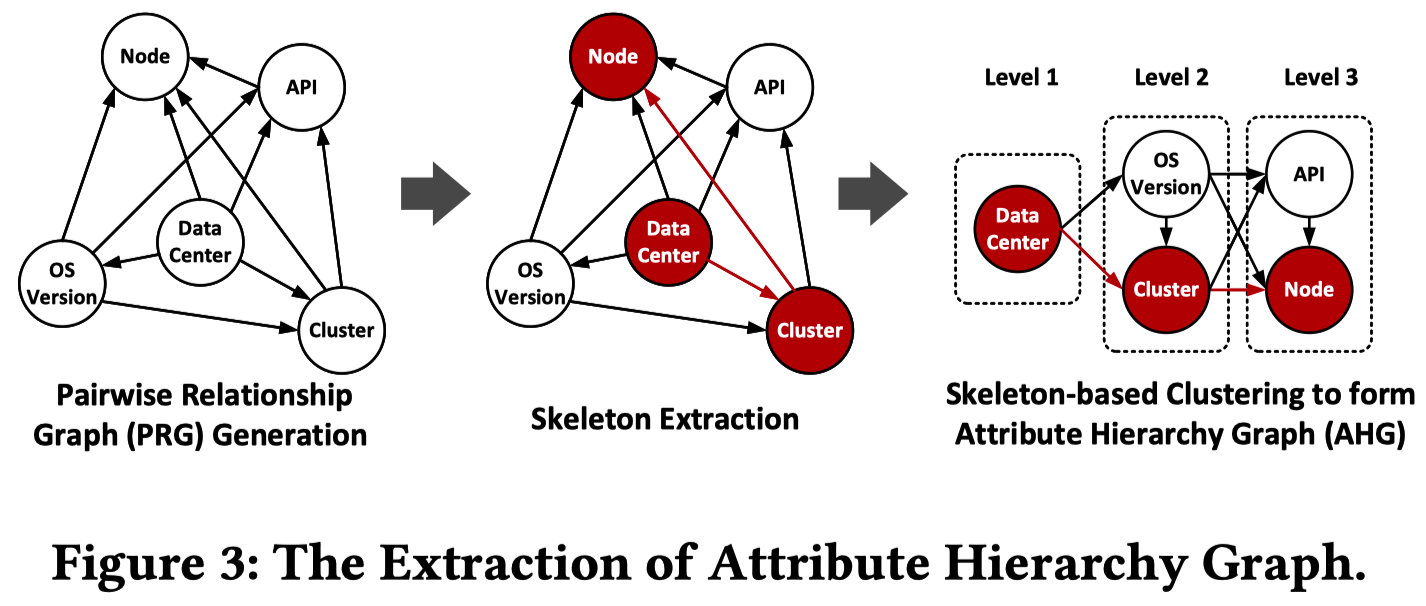 Node
API
Data
Center
OS
Version
Cluster
Pairwise Relationship
Graph (PRG) Generation
Node
API
Data
Center
OS
Version
Cluster
Skeleton Extraction
Level 1
Level 2
Level 3
Data
Center
OS
Version
Cluster
API
Node
Skeleton-based Clustering to form
Attribute Hierarchy Graph (AHG)
Figure 3: The Extraction of Attribute Hierarchy Graph.